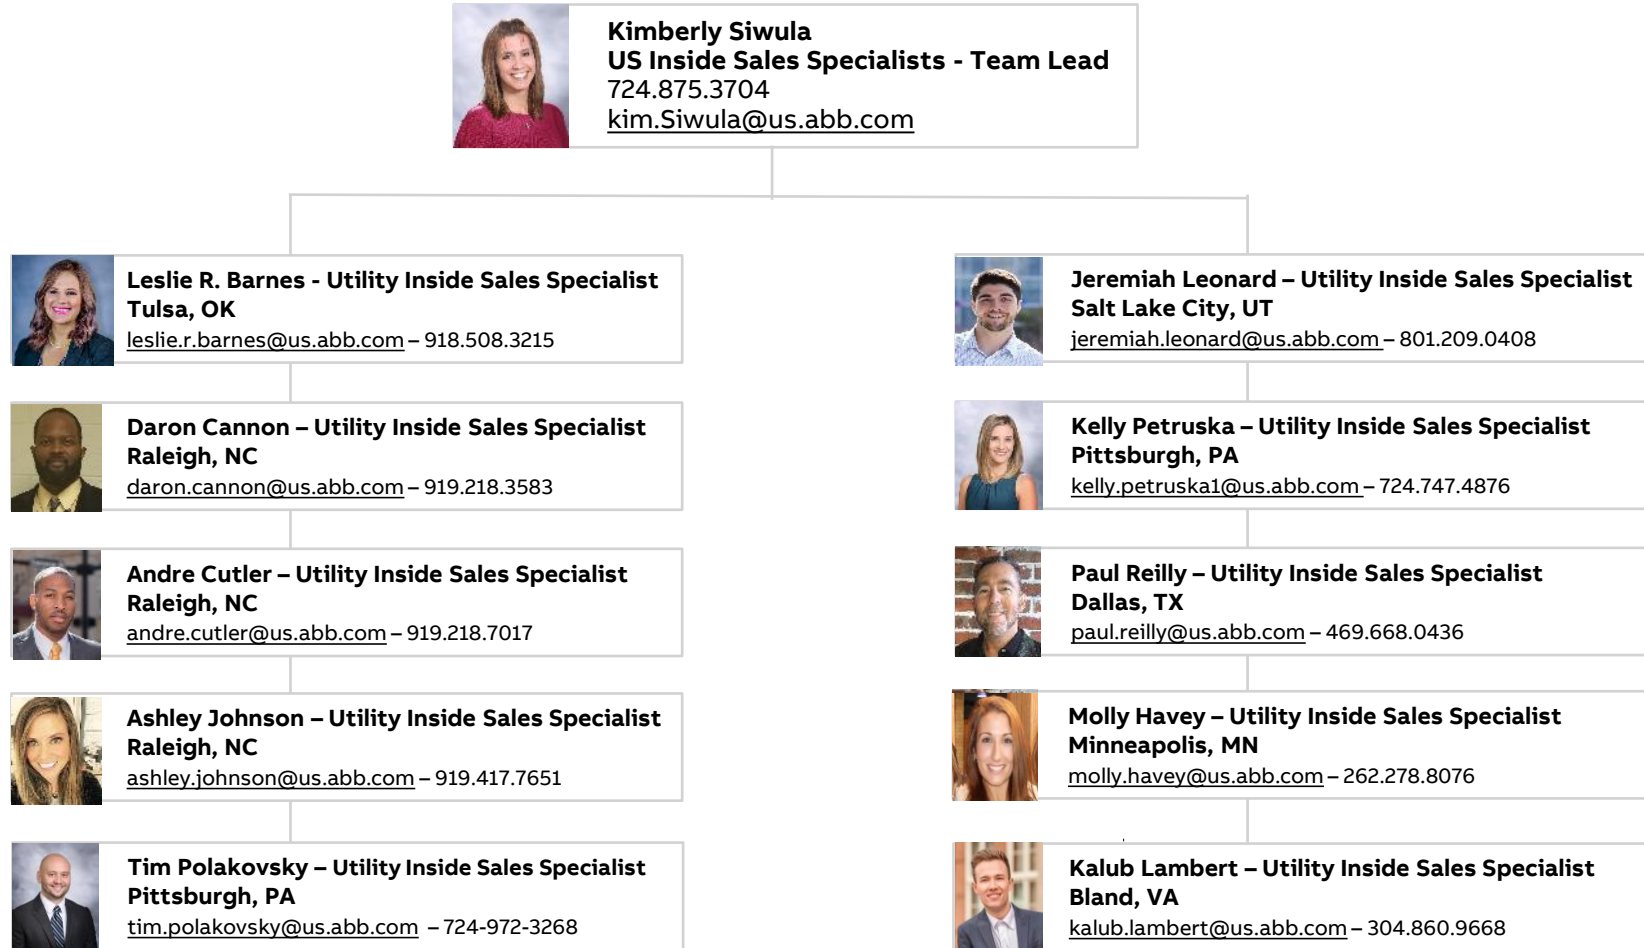 Kimberly Siwula
US Inside Sales Specialists - Team Lead
724.875.3704
kim.Siwula@us.abb.com
Leslie R. Barnes - Utility Inside Sales Specialist
Tulsa, OK
leslie.r.barnes@us.abb.com – 918.508.3215
Daron Cannon – Utility Inside Sales Specialist
Raleigh, NC
daron.cannon@us.abb.com – 919.218.3583
Andre Cutler – Utility Inside Sales Specialist
Raleigh, NC
andre.cutler@us.abb.com – 919.218.7017
Ashley Johnson – Utility Inside Sales Specialist
Raleigh, NC
ashley.johnson@us.abb.com – 919.417.7651
Tim Polakovsky – Utility Inside Sales Specialist
Pittsburgh, PA
tim.polakovsky@us.abb.com – 724-972-3268
Jeremiah Leonard – Utility Inside Sales Specialist
Salt Lake City, UT
jeremiah.leonard@us.abb.com – 801.209.0408
Kelly Petruska – Utility Inside Sales Specialist
Pittsburgh, PA
kelly.petruska1@us.abb.com – 724.747.4876
Paul Reilly – Utility Inside Sales Specialist
Dallas, TX
paul.reilly@us.abb.com – 469.668.0436
Molly Havey – Utility Inside Sales Specialist
Minneapolis, MN
molly.havey@us.abb.com – 262.278.8076
Kalub Lambert – Utility Inside Sales Specialist
Bland, VA
kalub.lambert@us.abb.com – 304.860.9668